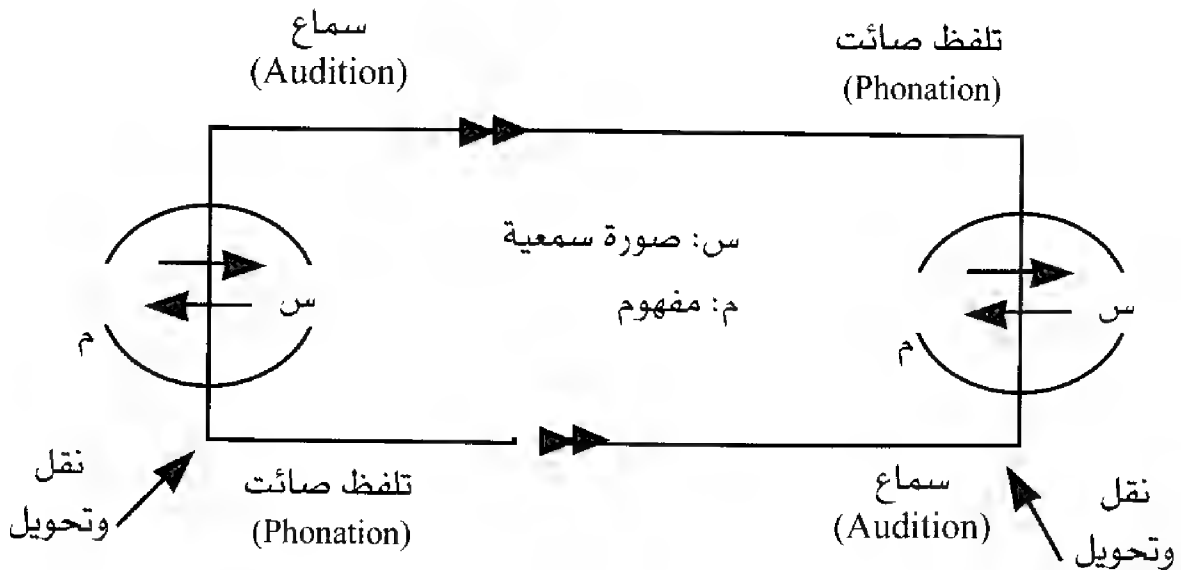 تلفظ صائت
(Phonation)
سماع
(Audition)
س: صورة سمعية
م: مفهوم
س
م
س
م
سماع
(Audition)
تلفظ صائت
(Phonation)
نقل
وتحويل
نقل
وتحويل